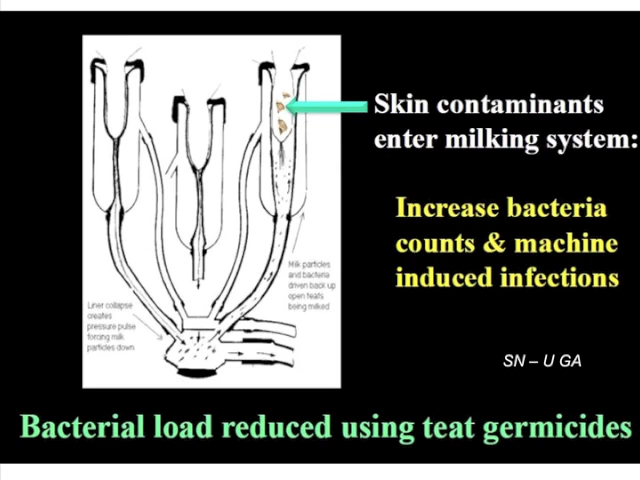 Skin contaminants
enter milking system:
Increase bacteria
counts & machine
induced infections
Milk particles
and bacteria
driven back up
open teats
being milked
Liner collapse
creates
pressure pulse
forcing milk
particles down
SN – U GA
Bacterial load reduced using teat germicides